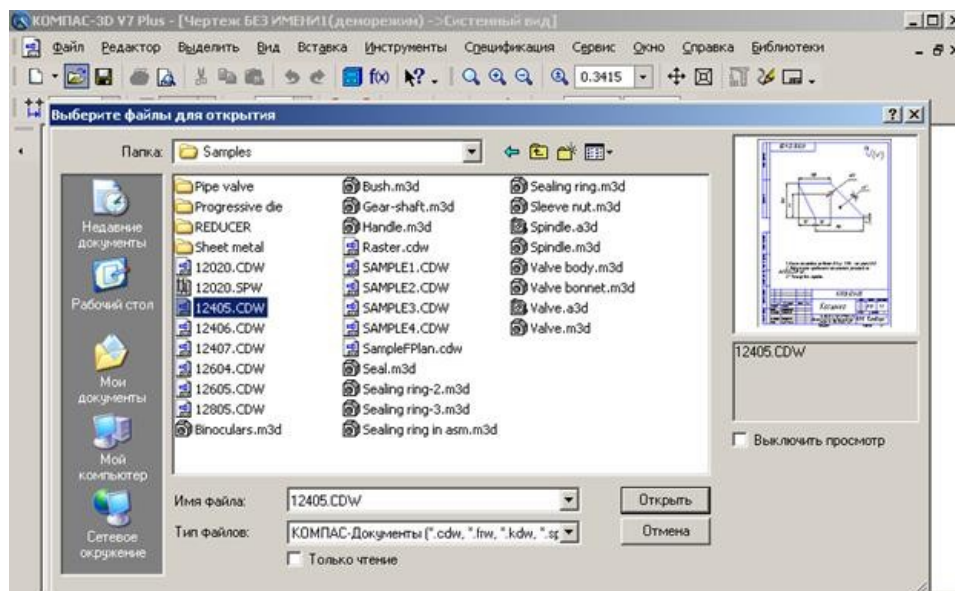 КОМПАС-3D V7 Plus - [Чертеж БЕЗ ИМЕНИ1(деморежим) ->Системный вид]
Файл Редактор Выделить Вид Вставка Инструменты Спецификация Сервис Окно Справка Библиотеки
f(x) 0.3415
Выберите файлы для открытия
Папка: Samples
Недавние документы
Рабочий стол
Мои документы
Мой компьютер
Сетевое окружение
Pipe valve
Progressive die
REDUCER
Sheet metal
12020.CDW
12020.SPW
12405.CDW
12406.CDW
12407.CDW
12604.CDW
12605.CDW
12805.CDW
Binoculars.m3d
Bush.m3d
Gear-shaft.m3d
Handle.m3d
Raster.cdw
SAMPLE1.CDW
SAMPLE2.CDW
SAMPLE3.CDW
SAMPLE4.CDW
SampleFPlan.cdw
Seal.m3d
Sealing ring-2.m3d
Sealing ring-3.m3d
Sealing ring in asm.m3d
Sealing ring.m3d
Sleeve nut.m3d
Spindle.a3d
Spindle.m3d
Valve body.m3d
Valve bonnet.m3d
Valve.a3d
Valve.m3d
12405.CDW
Выключить просмотр
Имя файла: 12405.CDW Открыть
Тип файлов: КОМПАС-Документы (*.cdw, *.frw, *.kdw, *.sp Отмена
Только чтение